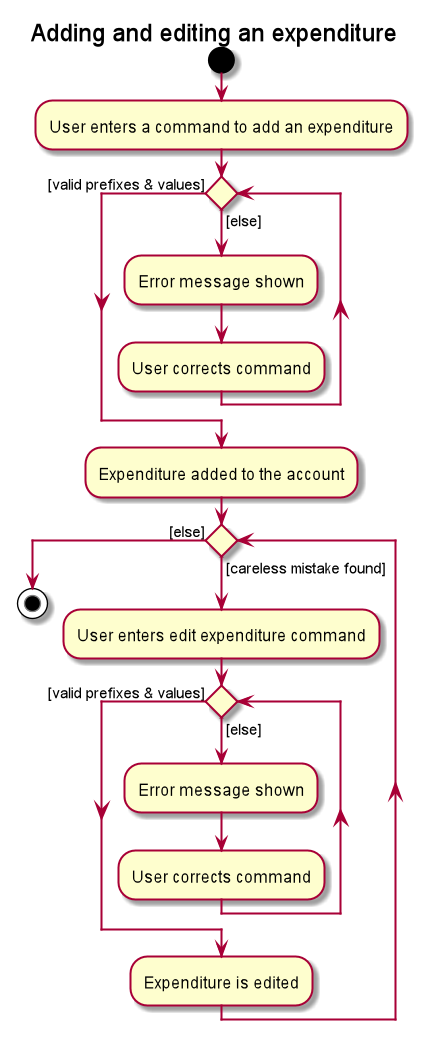 Adding and editing an expenditure
User enters a command to add an expenditure
[valid prefixes & values]
[else]
Error message shown
User corrects command
Expenditure added to the account
[else]
[careless mistake found]
User enters edit expenditure command
[valid prefixes & values]
[else]
Error message shown
User corrects command
Expenditure is edited